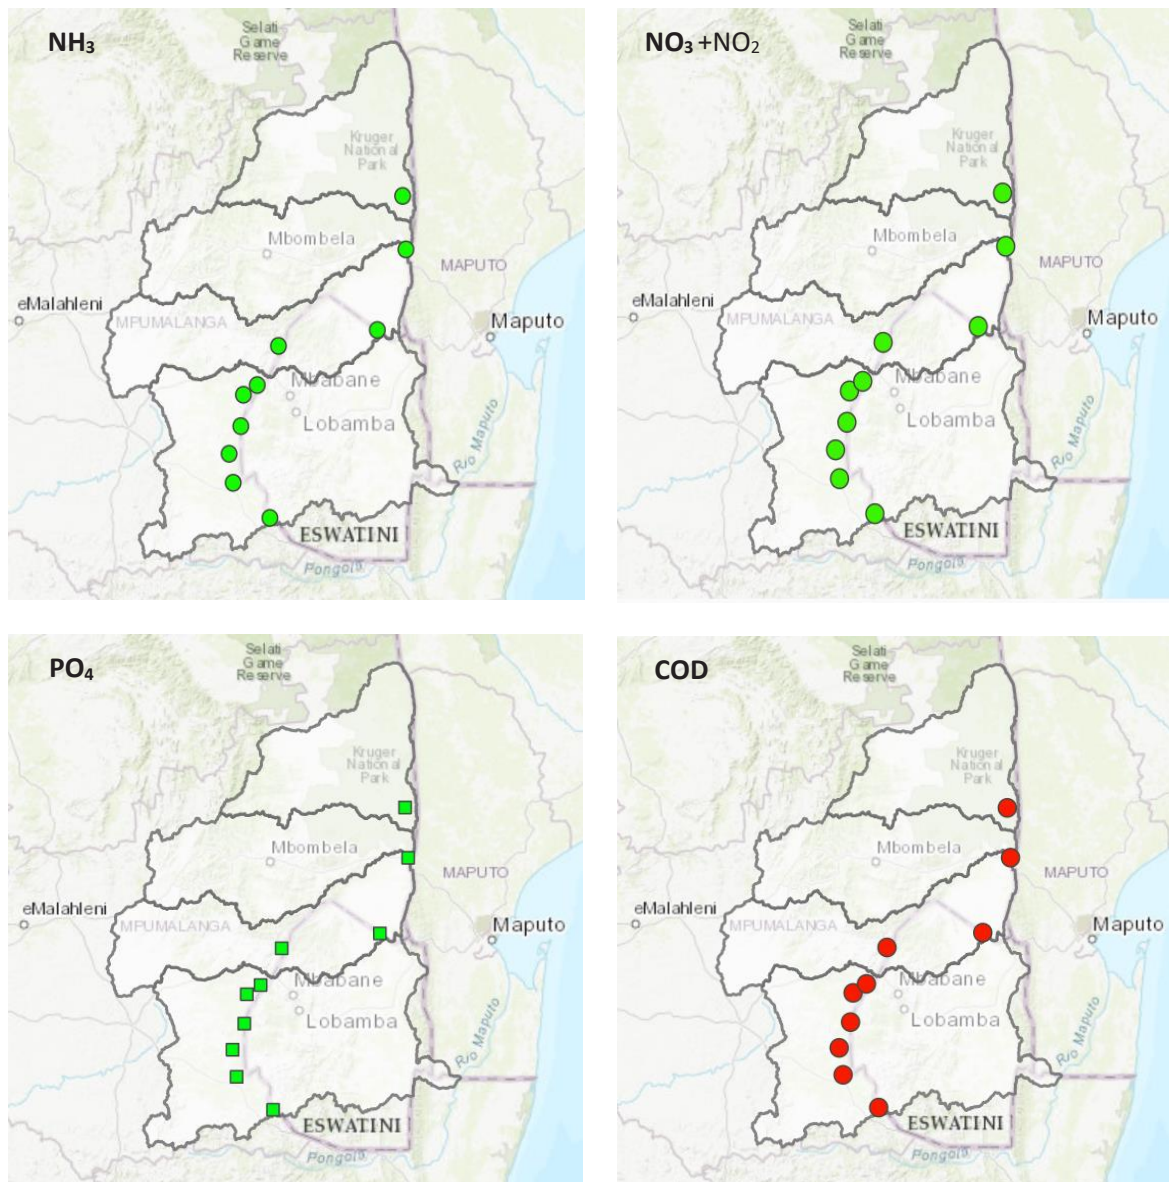 NH₃
Selati
Game
Reserve
Kruger
National
Park
Mbombela
MAPUTO
eMalahleni
MPUMALANGA
Maputo
Mbabane
Lobamba
Rio Maputo
ESWATINI
Pongola
NO₃ +NO₂
Selati
Game
Reserve
Kruger
National
Park
Mbombela
MAPUTO
eMalahleni
MPUMALANGA
Maputo
Mbabane
Lobamba
Rio Maputo
ESWATINI
Pongola
PO₄
Selati
Game
Reserve
Kruger
National
Park
Mbombela
MAPUTO
eMalahleni
MPUMALANGA
Maputo
Mbabane
Lobamba
Rio Maputo
ESWATINI
Pongola
COD
Selati
Game
Reserve
Kruger
National
Park
Mbombela
MAPUTO
eMalahleni
MPUMALANGA
Maputo
Mbabane
Lobamba
Rio Maputo
ESWATINI
Pongola